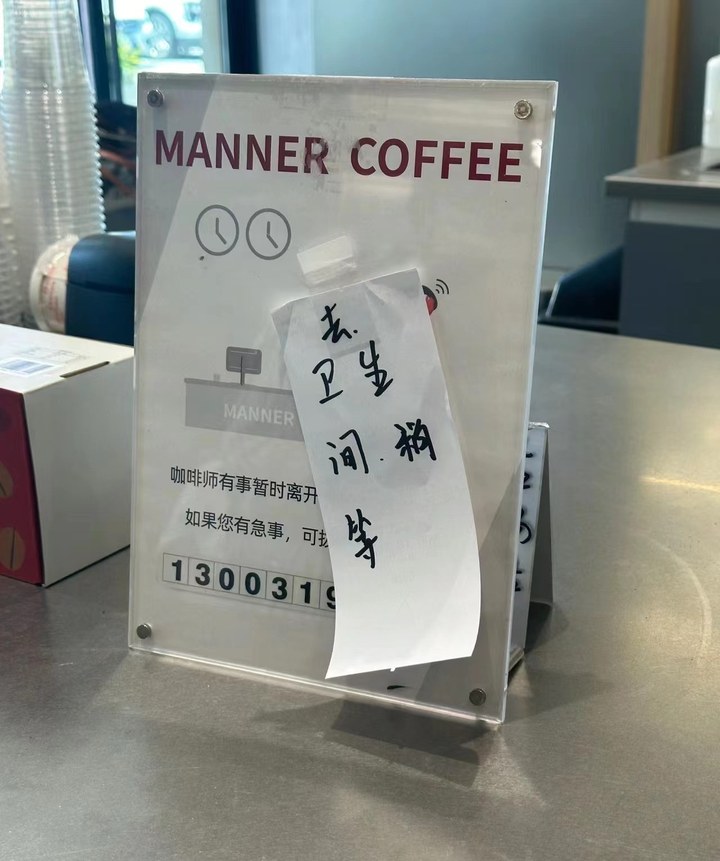 MANNER COFFEE
去
卫生
间.稍
等
MANNER
咖啡师有事暂时离开
如果您有急事，可拨
1300319